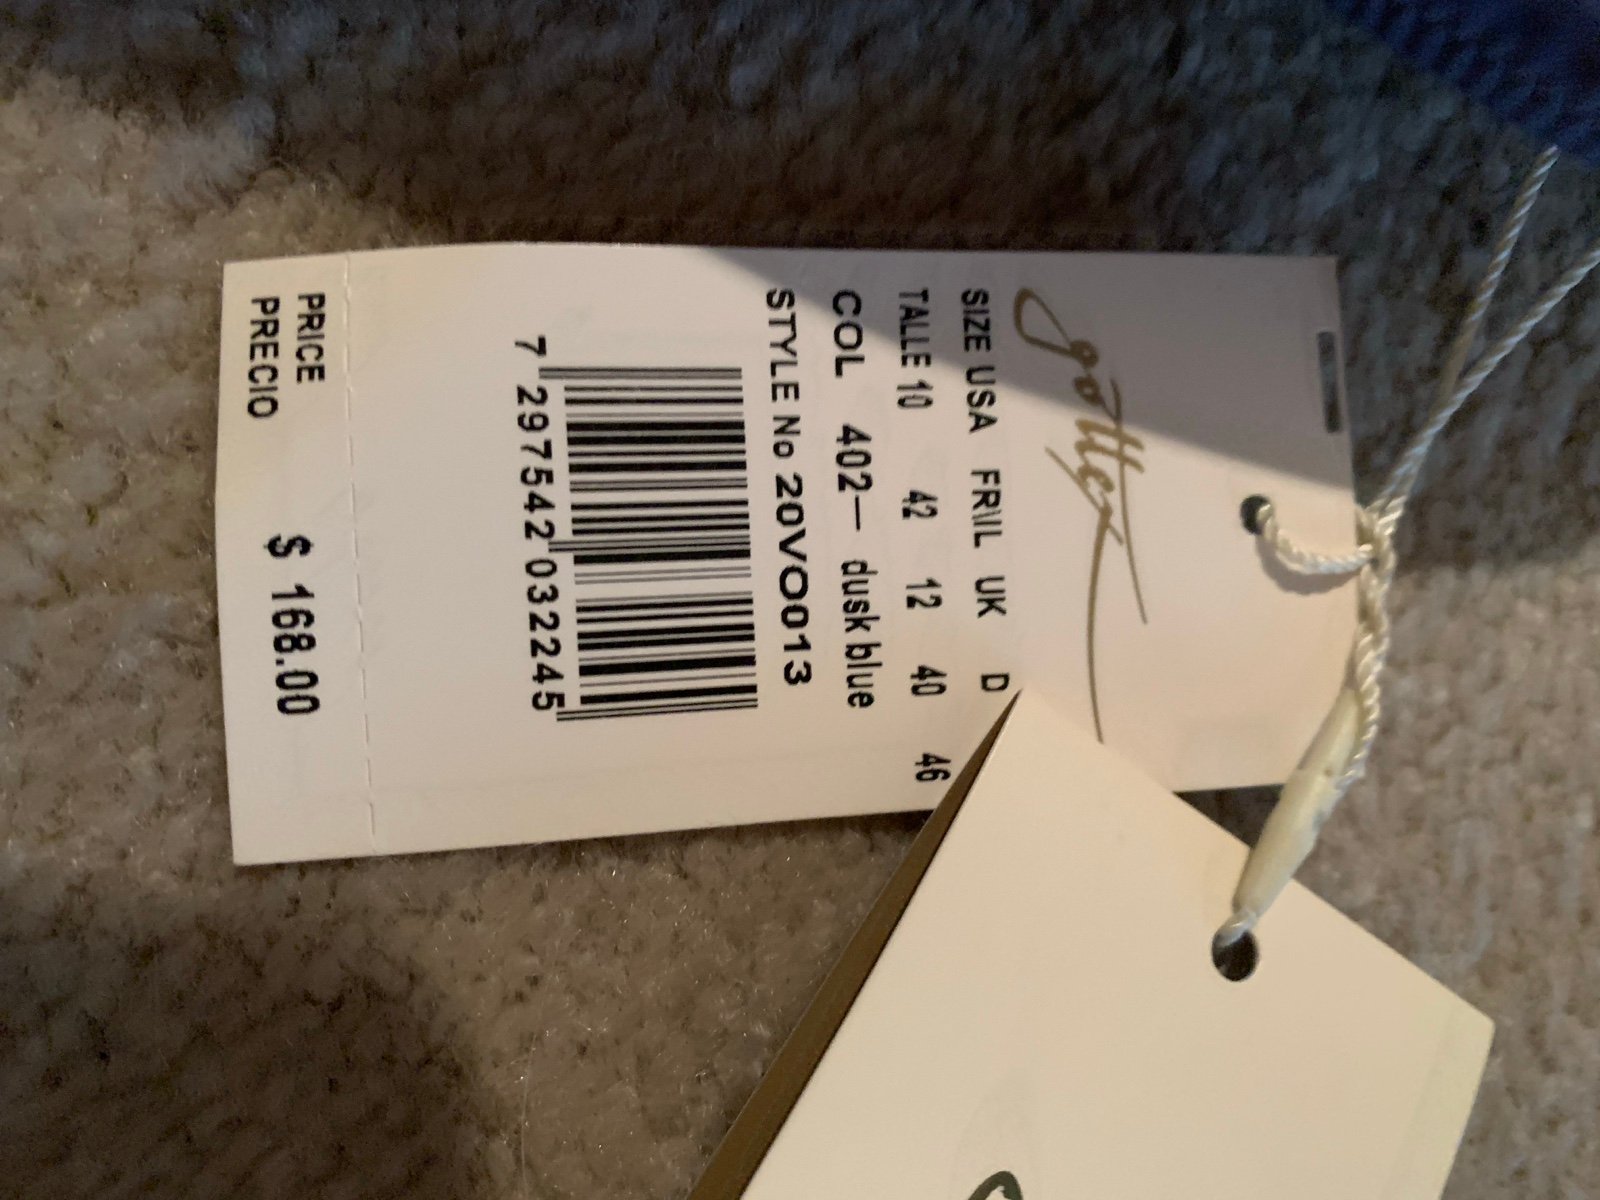 gottex
SIZE USA FR\IL UK D
TALLE 10 42 12 40 46
COL 402— dusk blue
STYLE No 20VO013
7 297542 032245
PRICE
PRECIO $ 168.00